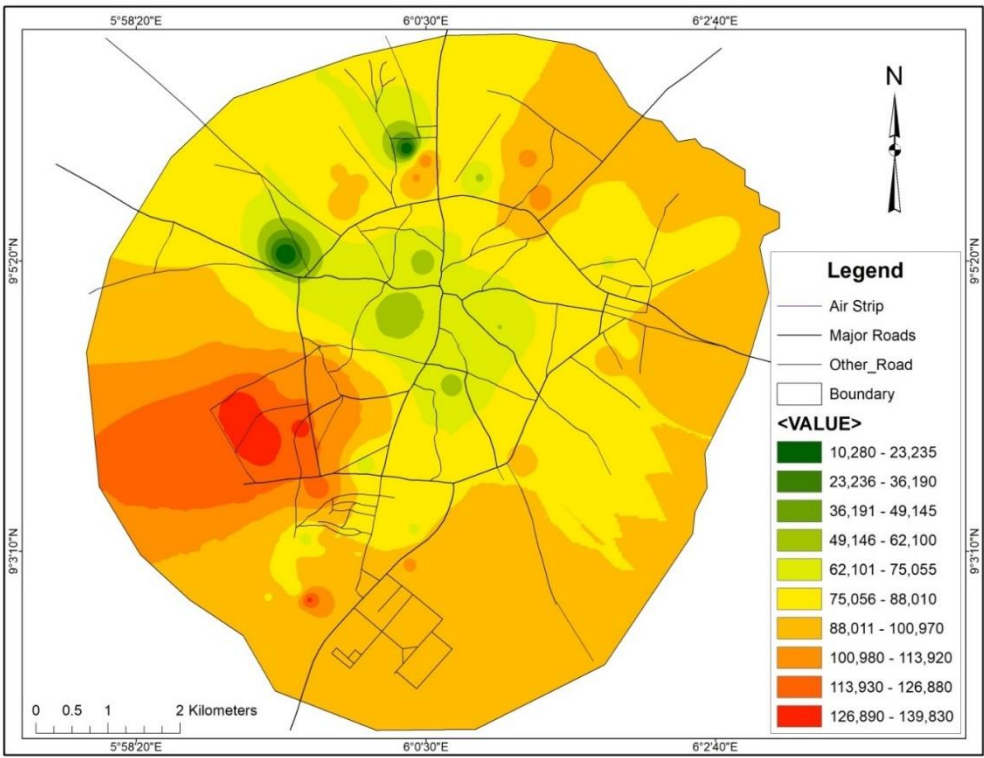 5°58'20"E 6°0'30"E 6°2'40"E
N
9°5'20"N 9°5'20"N
Legend
Air Strip
Major Roads
Other_Road
Boundary
<VALUE>
10,280 - 23,235
23,236 - 36,190
36,191 - 49,145
49,146 - 62,100
62,101 - 75,055
75,056 - 88,010
88,011 - 100,970
100,980 - 113,920
113,930 - 126,880
126,890 - 139,830
9°3'10"N 9°3'10"N
0 0.5 1 2 Kilometers
5°58'20"E 6°0'30"E 6°2'40"E